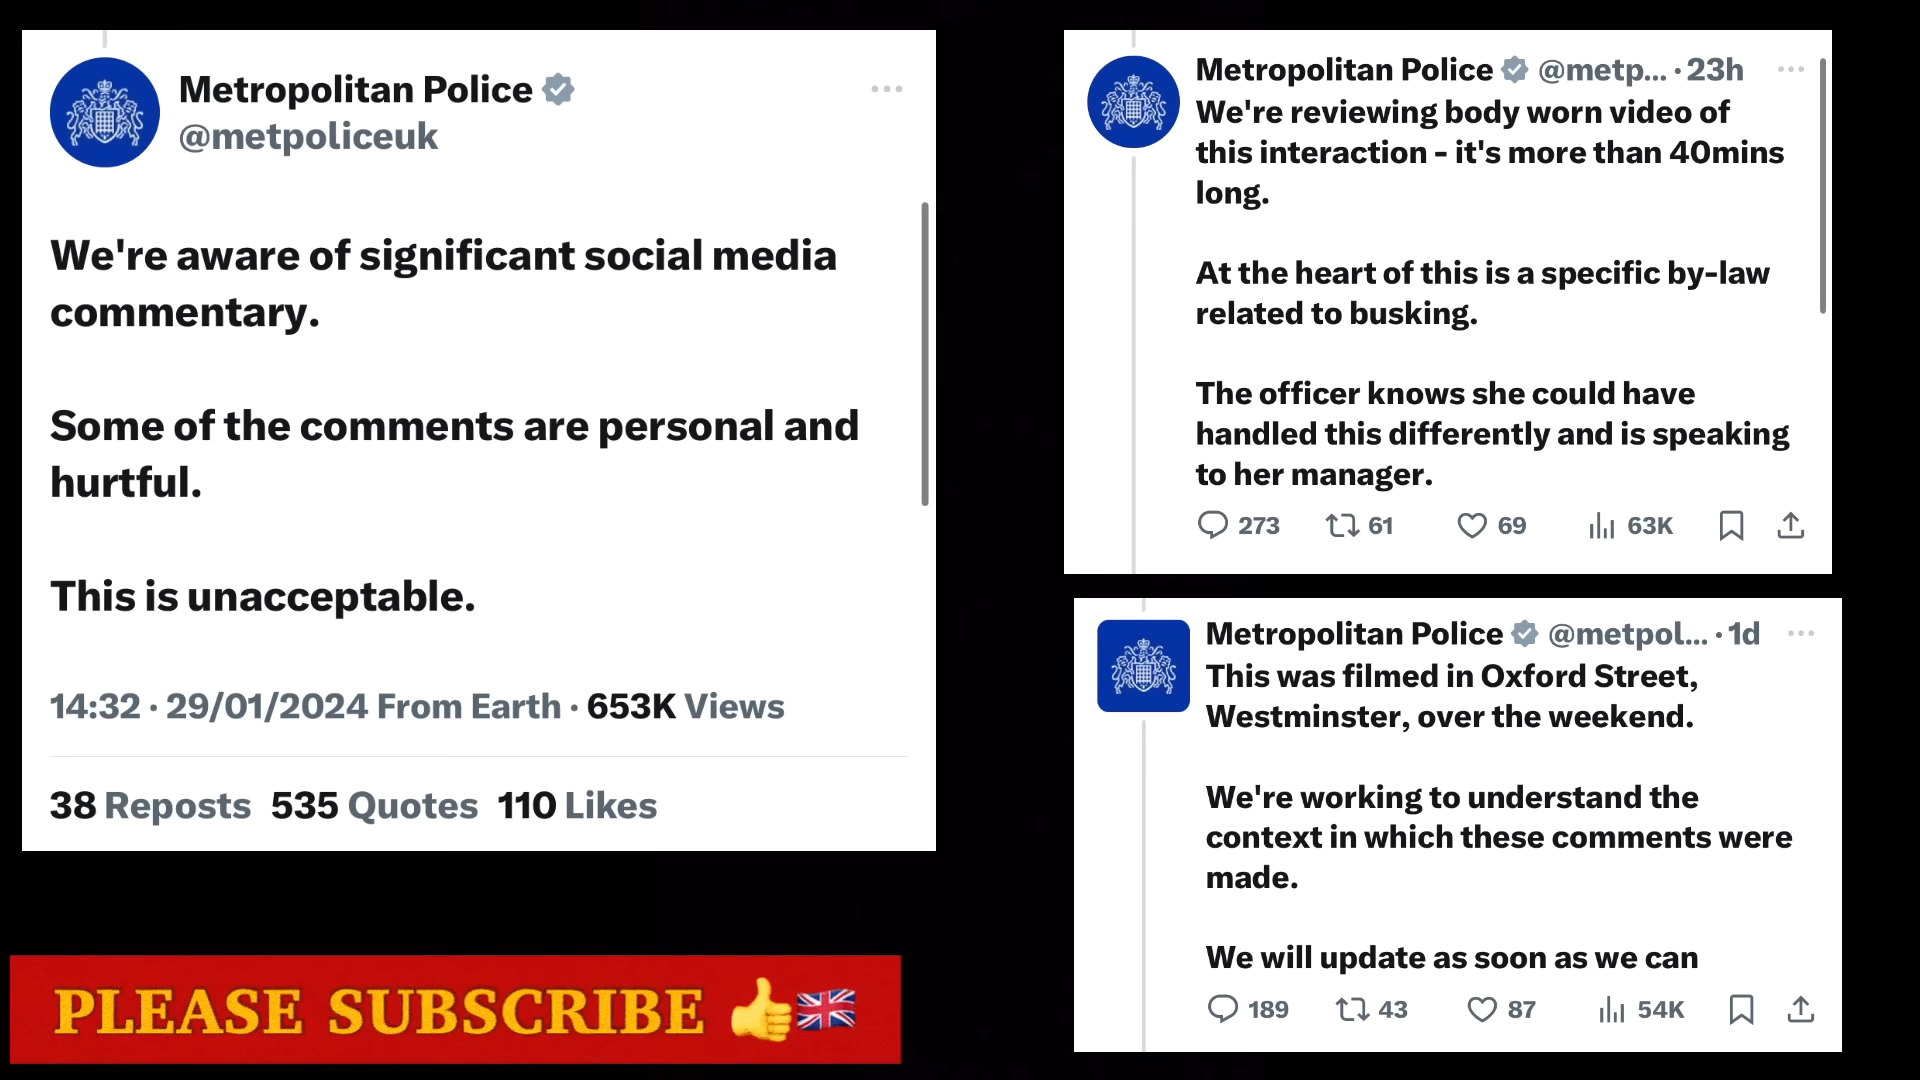 Metropolitan Police
@metpoliceuk
We're aware of significant social media
commentary.
Some of the comments are personal and
hurtful.
This is unacceptable.
14:32 · 29/01/2024 From Earth · 653K Views
38 Reposts 535 Quotes 110 Likes
PLEASE SUBSCRIBE 👍🇬🇧
Metropolitan Police @metp... · 23h
We're reviewing body worn video of
this interaction - it's more than 40mins
long.
At the heart of this is a specific by-law
related to busking.
The officer knows she could have
handled this differently and is speaking
to her manager.
273 61 69 63K
Metropolitan Police @metpol... · 1d
This was filmed in Oxford Street,
Westminster, over the weekend.
We're working to understand the
context in which these comments were
made.
We will update as soon as we can
189 43 87 54K